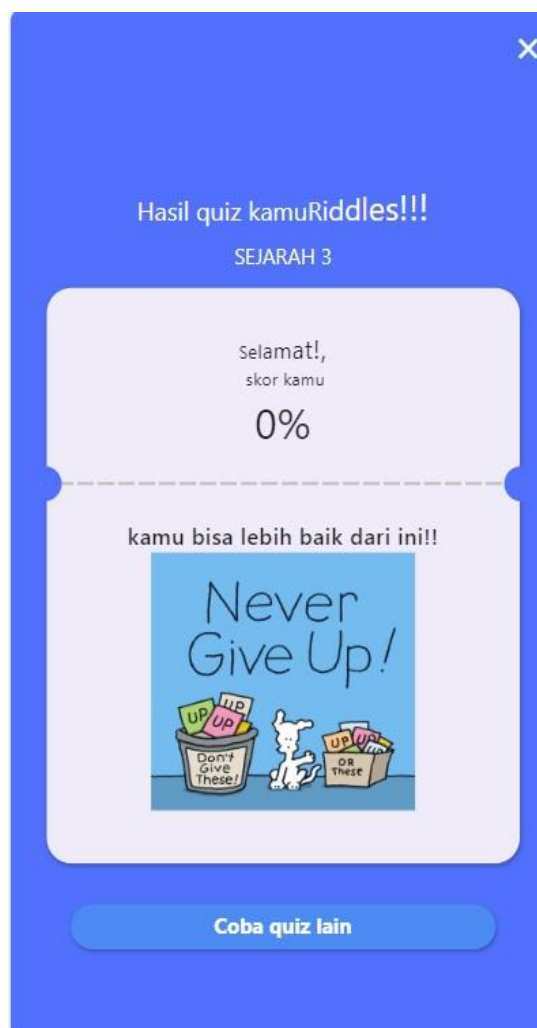 Hasil quiz kamuRiddles!!!
SEJARAH 3
Selamat!,
skor kamu
0%
kamu bisa lebih baik dari ini!!
Never
Give Up!
UP
UP
UP
Don't
Give
These!
UP
UP
OR
These
Coba quiz lain